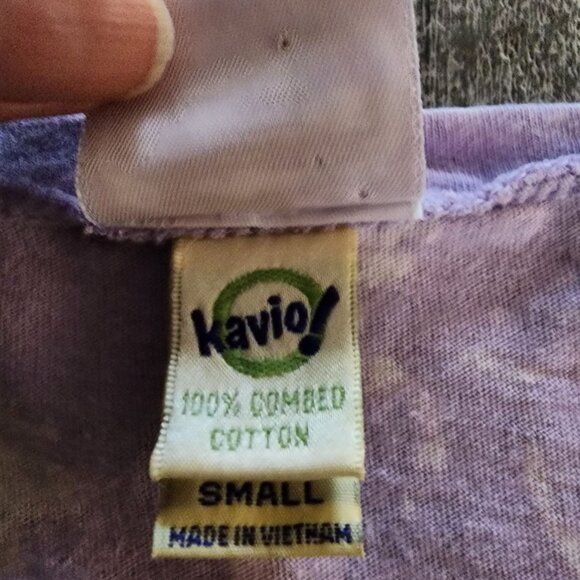 kavio!
100% COMBED
COTTON
SMALL
MADE IN VIETNAM